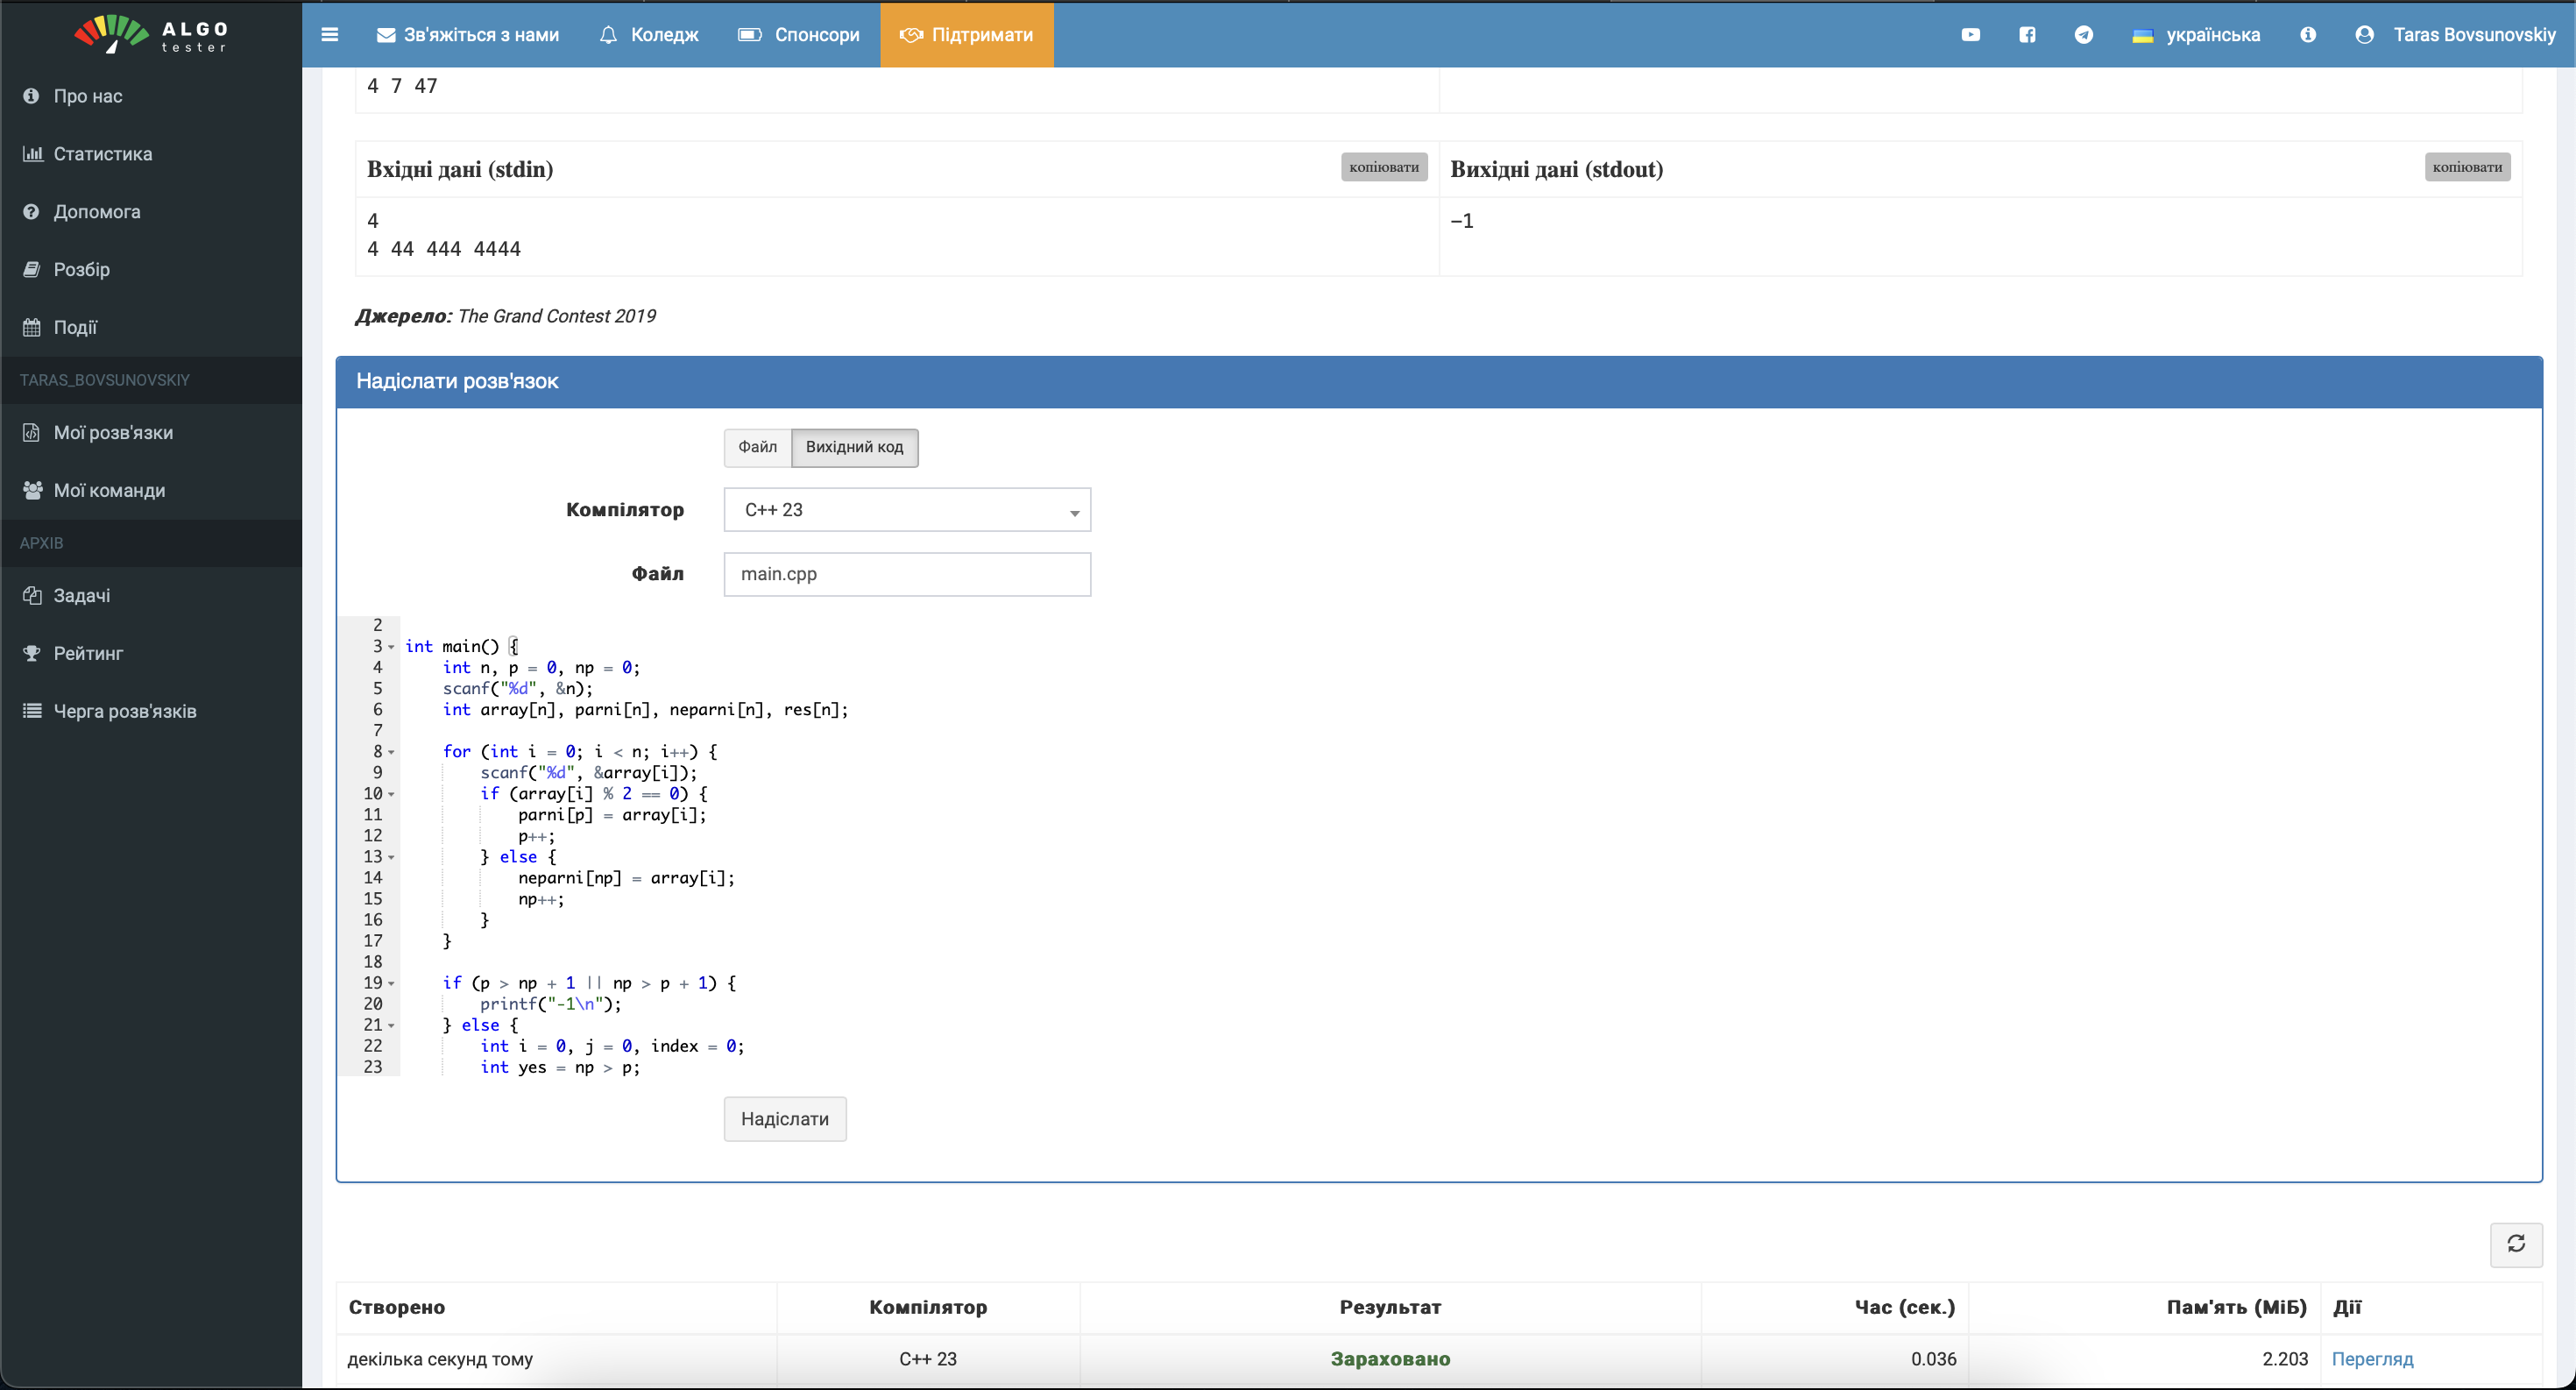 ALGO
tester
Зв'яжіться з нами
Коледж
Спонсори
Підтримати
українська
Taras Bovsunovskiy
Про нас
Статистика
Допомога
Розбір
Події
TARAS_BOVSUNOVSKIY
Мої розв'язки
Мої команди
АРХІВ
Задачі
Рейтинг
Черга розв'язків
4 7 47
Вхідні дані (stdin)
копіювати
Вихідні дані (stdout)
копіювати
4
4 44 444 4444
-1
Джерело: The Grand Contest 2019
Надіслати розв'язок
Файл
Вихідний код
Компілятор
C++ 23
Файл
main.cpp
2
3 int main() {
4 int n, p = 0, np = 0;
5 scanf("%d", &n);
6 int array[n], parni[n], neparni[n], res[n];
7
8 for (int i = 0; i < n; i++) {
9 scanf("%d", &array[i]);
10 if (array[i] % 2 == 0) {
11 parni[p] = array[i];
12 p++;
13 } else {
14 neparni[np] = array[i];
15 np++;
16 }
17 }
18
19 if (p > np + 1 || np > p + 1) {
20 printf("-1\n");
21 } else {
22 int i = 0, j = 0, index = 0;
23 int yes = np > p;
Надіслати
Створено
Компілятор
Результат
Час (сек.)
Пам'ять (МіБ)
Дії
декілька секунд тому
C++ 23
Зараховано
0.036
2.203
Перегляд